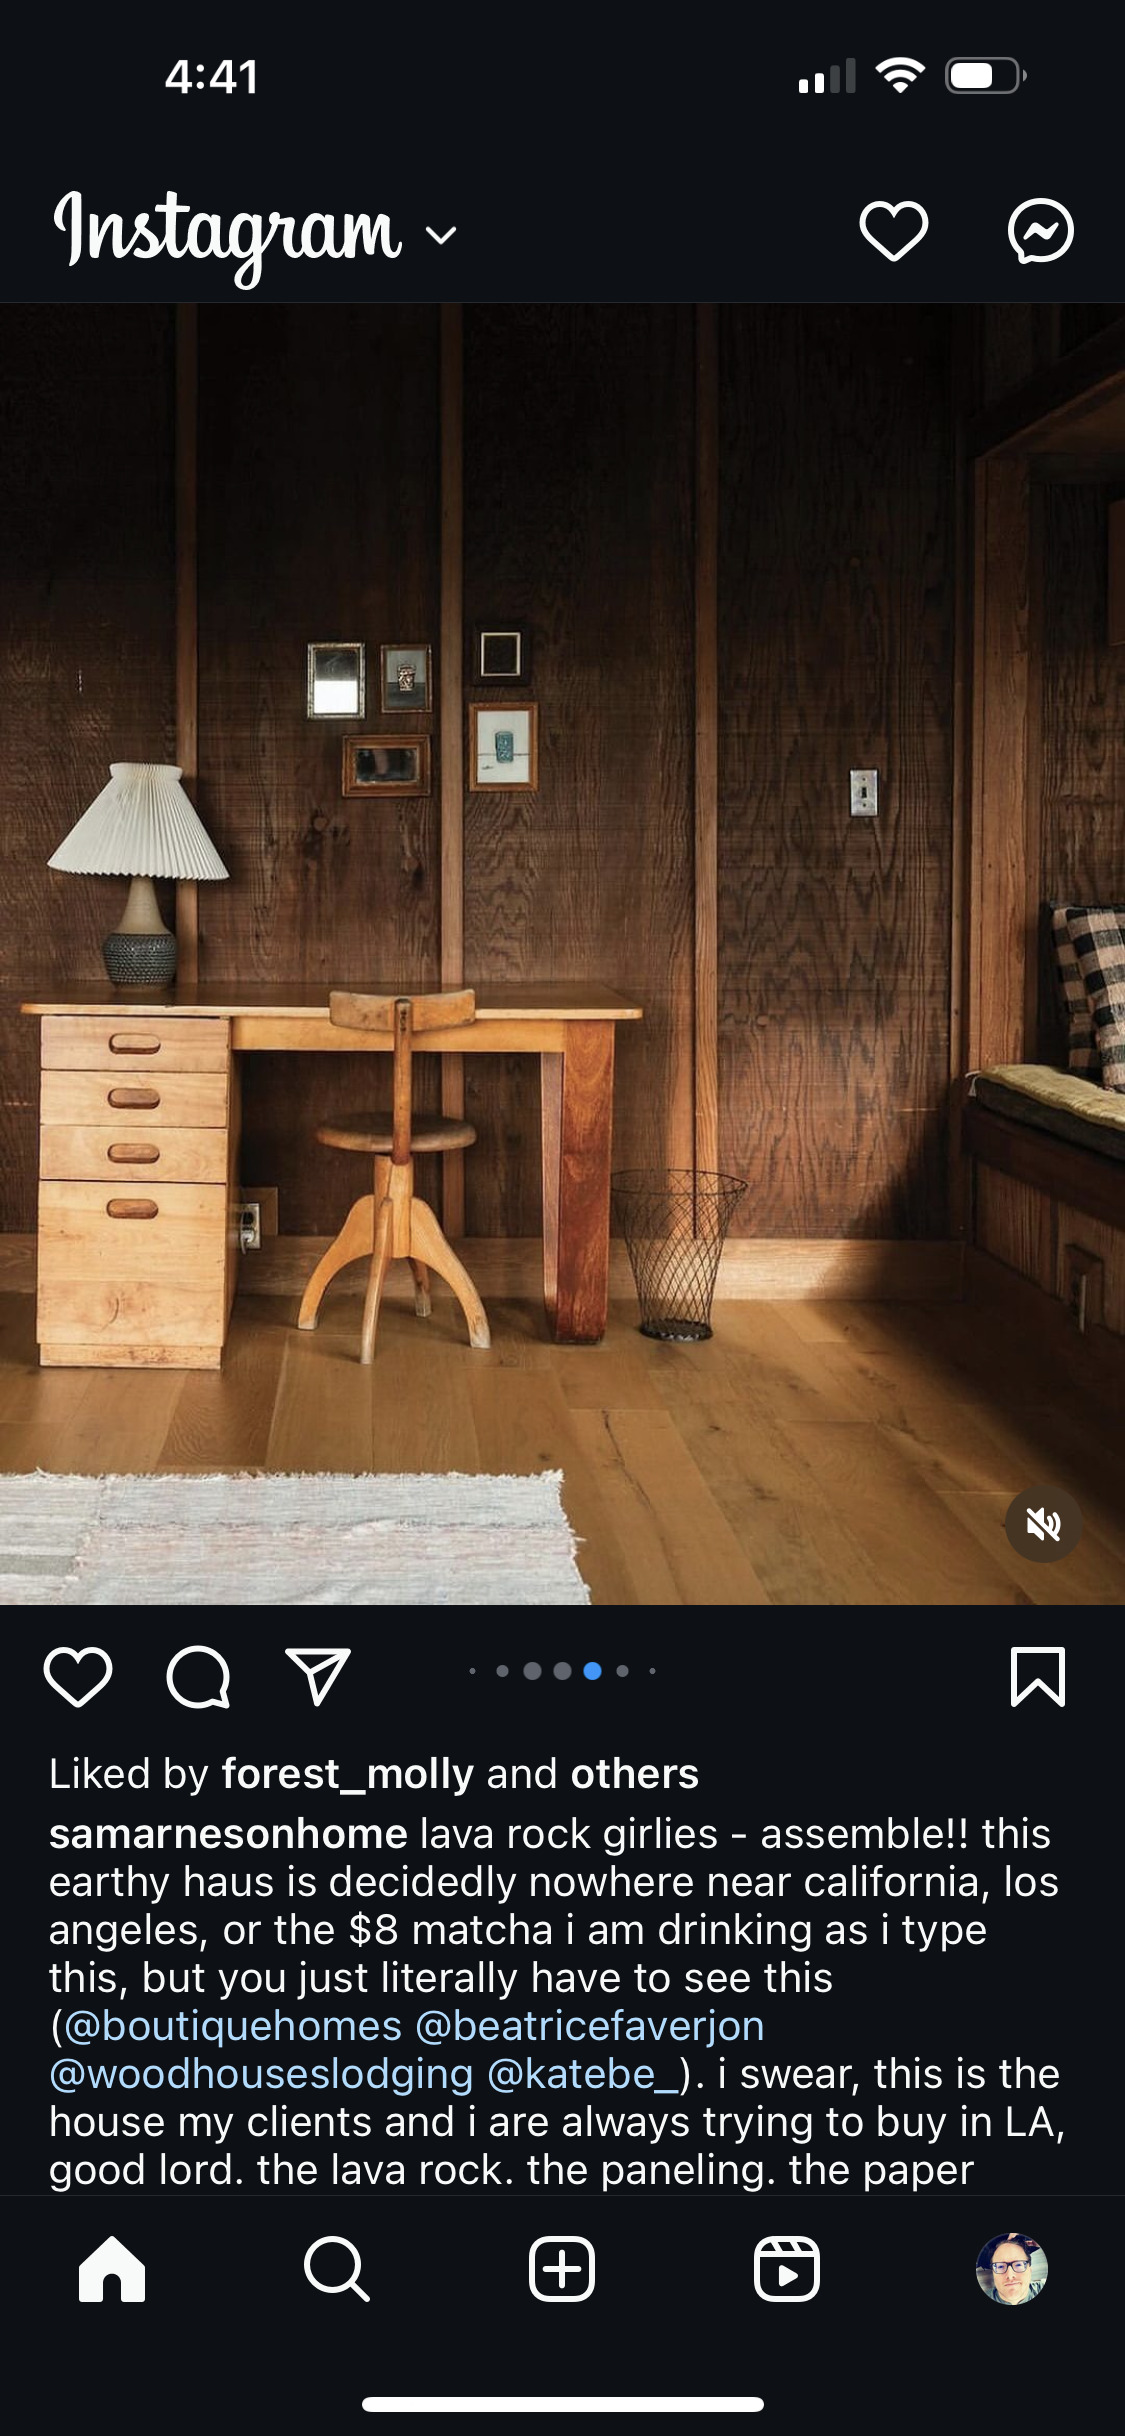 4:41
Instagram
Liked by forest_molly and others
samarnesonhome lava rock girlies - assemble!! this
earthy haus is decidedly nowhere near california, los
angeles, or the $8 matcha i am drinking as i type
this, but you just literally have to see this
(@boutiquehomes @beatricefaverjon
@woodhouseslodging @katebe_). i swear, this is the
house my clients and i are always trying to buy in LA,
good lord. the lava rock. the paneling. the paper